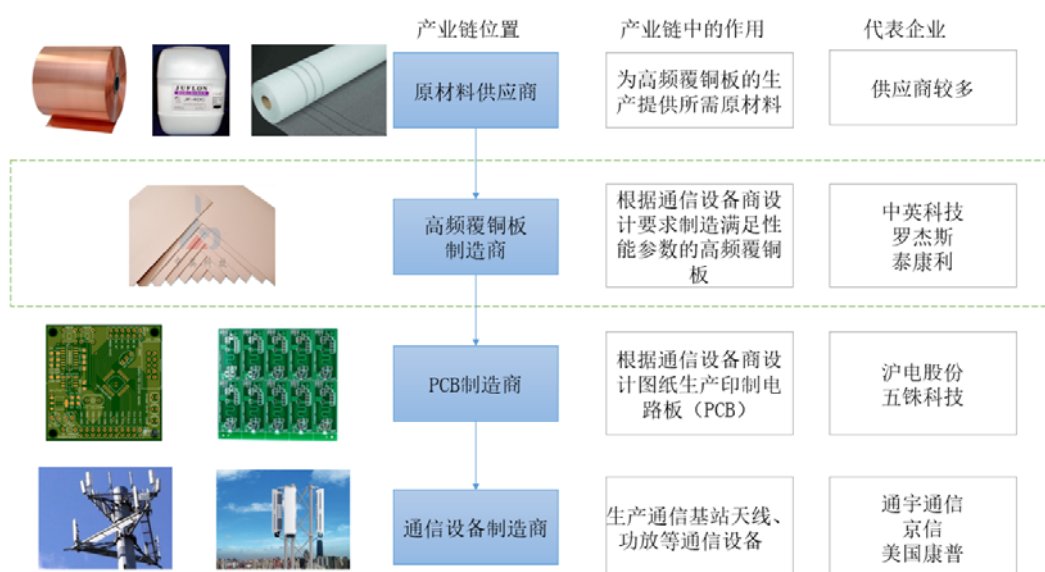 产业链位置
产业链中的作用
代表企业
JUFLON
原材料供应商
为高频覆铜板的生
产提供所需原材料
供应商较多
高频覆铜板
制造商
根据通信设备商设
计要求制造满足性
能参数的高频覆铜
板
中英科技
罗杰斯
泰康利
PCB制造商
根据通信设备商设
计图纸生产印制电
路板（PCB）
沪电股份
五铢科技
通信设备制造商
生产通信基站天线、
功放等通信设备
通宇通信
京信
美国康普